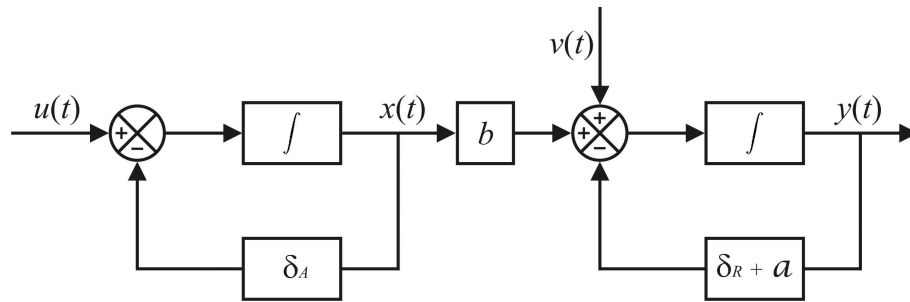 v(t)
u(t)
x(t)
y(t)
+
−
∫
b
+
+
−
∫
δA
δR + a